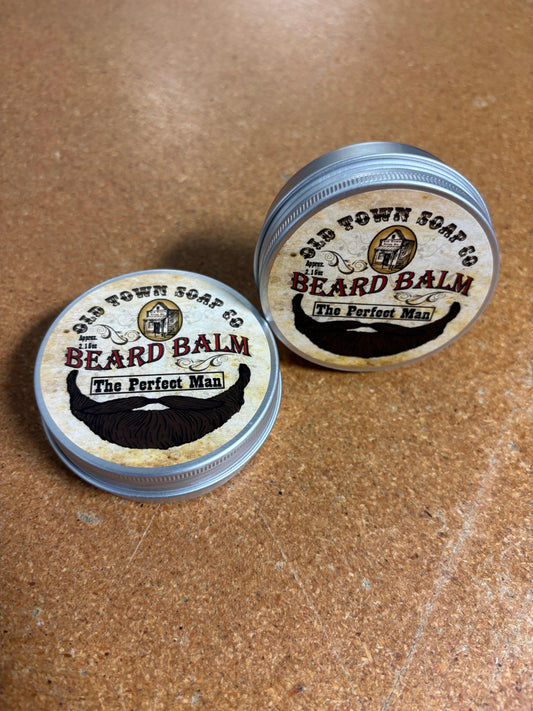 OLD TOWN SOAP CO
Approx.
2.15oz
BEARD BALM
The Perfect Man
OLD TOWN SOAP CO
Approx.
2.15oz
BEARD BALM
The Perfect Man